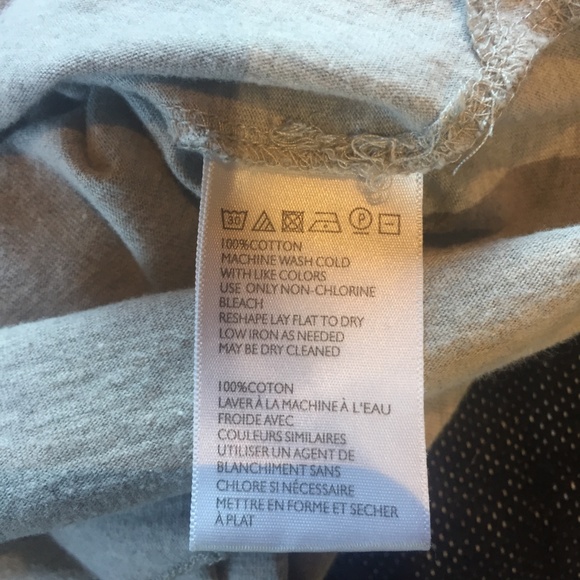 30 P
100%COTTON
MACHINE WASH COLD
WITH LIKE COLORS
USE ONLY NON-CHLORINE
BLEACH
RESHAPE LAY FLAT TO DRY
LOW IRON AS NEEDED
MAY BE DRY CLEANED
100%COTON
LAVER À LA MACHINE À L'EAU
FROIDE AVEC
COULEURS SIMILAIRES
UTILISER UN AGENT DE
BLANCHIMENT SANS
CHLORE SI NÉCESSAIRE
METTRE EN FORME ET SECHER
À PLAT